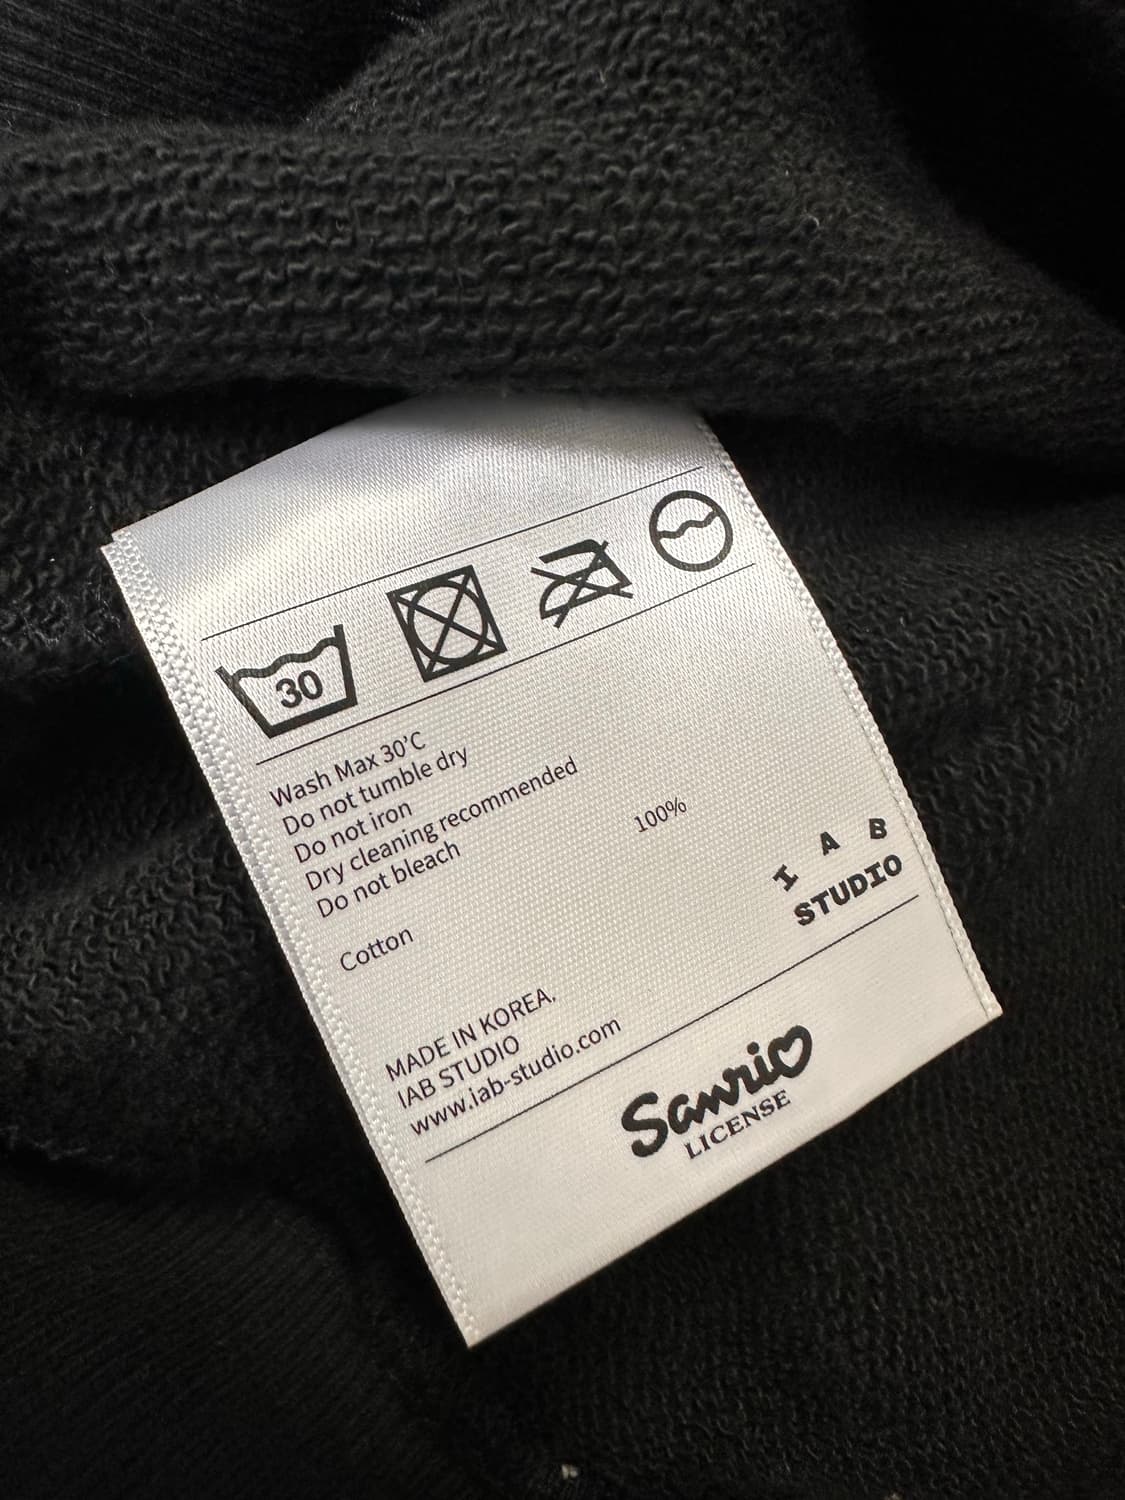 30
Wash Max 30°C
Do not tumble dry
Do not iron
Dry cleaning recommended
Do not bleach
Cotton 100%
IAB
STUDIO
MADE IN KOREA.
IAB STUDIO
www.iab-studio.com
Sanrio
LICENSE